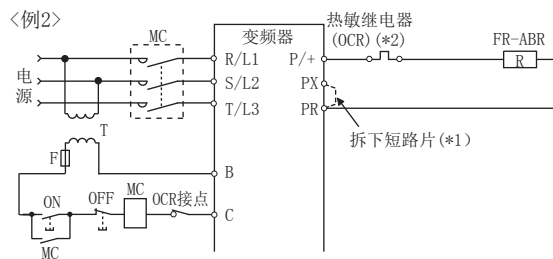 <例2>
MC
变频器
热敏继电器
(OCR)(*2)
FR-ABR
R/L1
P/+
R
电
源
S/L2
PX
T/L3
PR
拆下短路片(*1)
T
F
B
ON
OFF
MC
OCR接点
C
MC